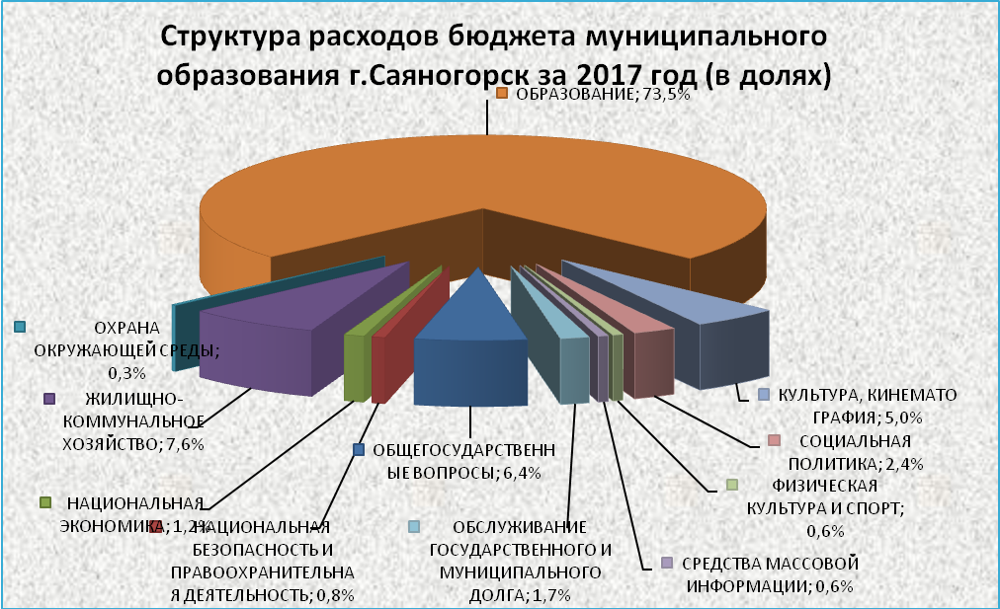 Структура расходов бюджета муниципального
образования г.Саяногорск за 2017 год (в долях)
ОБРАЗОВАНИЕ; 73,5%
ОХРАНА
ОКРУЖАЮЩЕЙ СРЕДЫ;
0,3%
ЖИЛИЩНО-
КОММУНАЛЬНОЕ
ХОЗЯЙСТВО; 7,6%
НАЦИОНАЛЬНАЯ
ЭКОНОМИКА; 1,2%
НАЦИОНАЛЬНАЯ
БЕЗОПАСНОСТЬ И
ПРАВООХРАНИТЕЛЬНА
Я ДЕЯТЕЛЬНОСТЬ; 0,8%
ОБЩЕГОСУДАРСТВЕНН
ЫЕ ВОПРОСЫ; 6,4%
ОБСЛУЖИВАНИЕ
ГОСУДАРСТВЕННОГО И
МУНИЦИПАЛЬНОГО
ДОЛГА; 1,7%
СРЕДСТВА МАССОВОЙ
ИНФОРМАЦИИ; 0,6%
ФИЗИЧЕСКАЯ
КУЛЬТУРА И СПОРТ;
0,6%
СОЦИАЛЬНАЯ
ПОЛИТИКА; 2,4%
КУЛЬТУРА, КИНЕМАТО
ГРАФИЯ; 5,0%